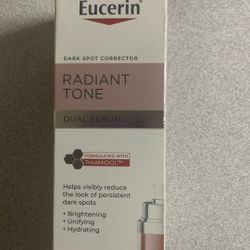 Eucerin®
DARK SPOT CORRECTOR
RADIANT
TONE
DUAL SERUM
FORMULATED WITH
THIAMIDOL™
Helps visibly reduce
the look of persistent
dark spots
+ Brightening
+ Unifying
+ Hydrating